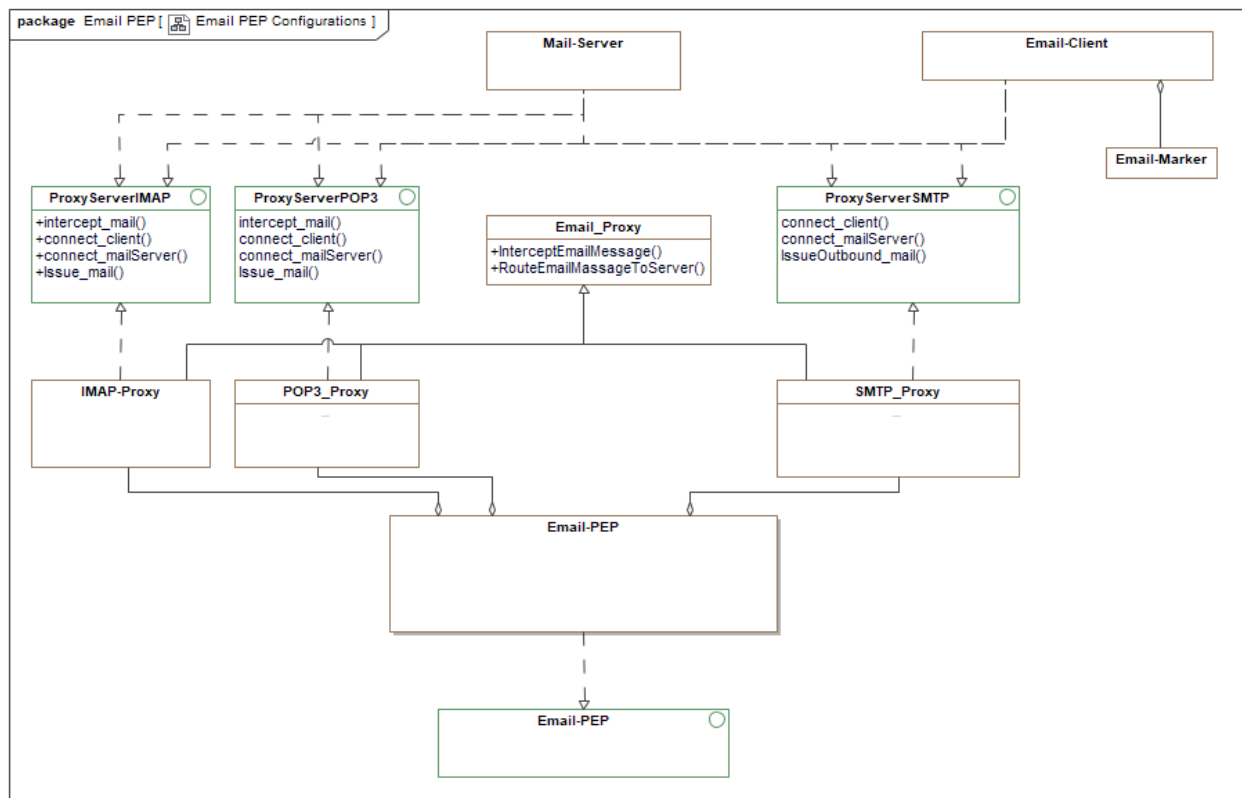 package Email PEP [ Email PEP Configurations ]
Mail-Server
Email-Client
Email-Marker
ProxyServerIMAP
+intercept_mail()
+connect_client()
+connect_mailServer()
+Issue_mail()
ProxyServerPOP3
intercept_mail()
connect_client()
connect_mailServer()
Issue_mail()
Email_Proxy
+InterceptEmailMessage()
+RouteEmailMassageToServer()
ProxyServerSMTP
connect_client()
connect_mailServer()
IssueOutbound_mail()
IMAP-Proxy
POP3_Proxy
...
SMTP_Proxy
...
Email-PEP
Email-PEP